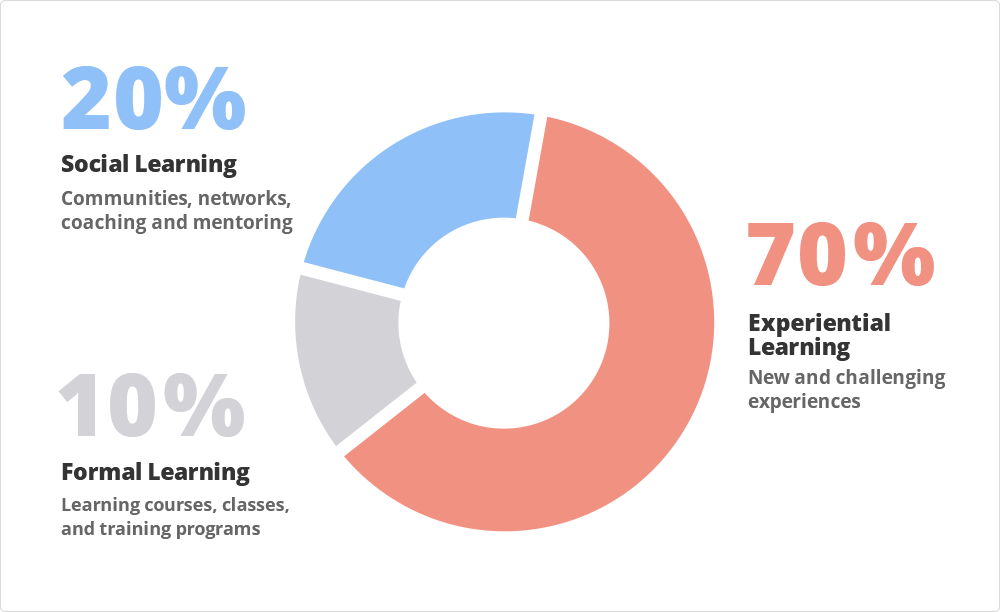 20%
Social Learning
Communities, networks,
coaching and mentoring
70%
Experiential
Learning
New and challenging
experiences
10%
Formal Learning
Learning courses, classes,
and training programs